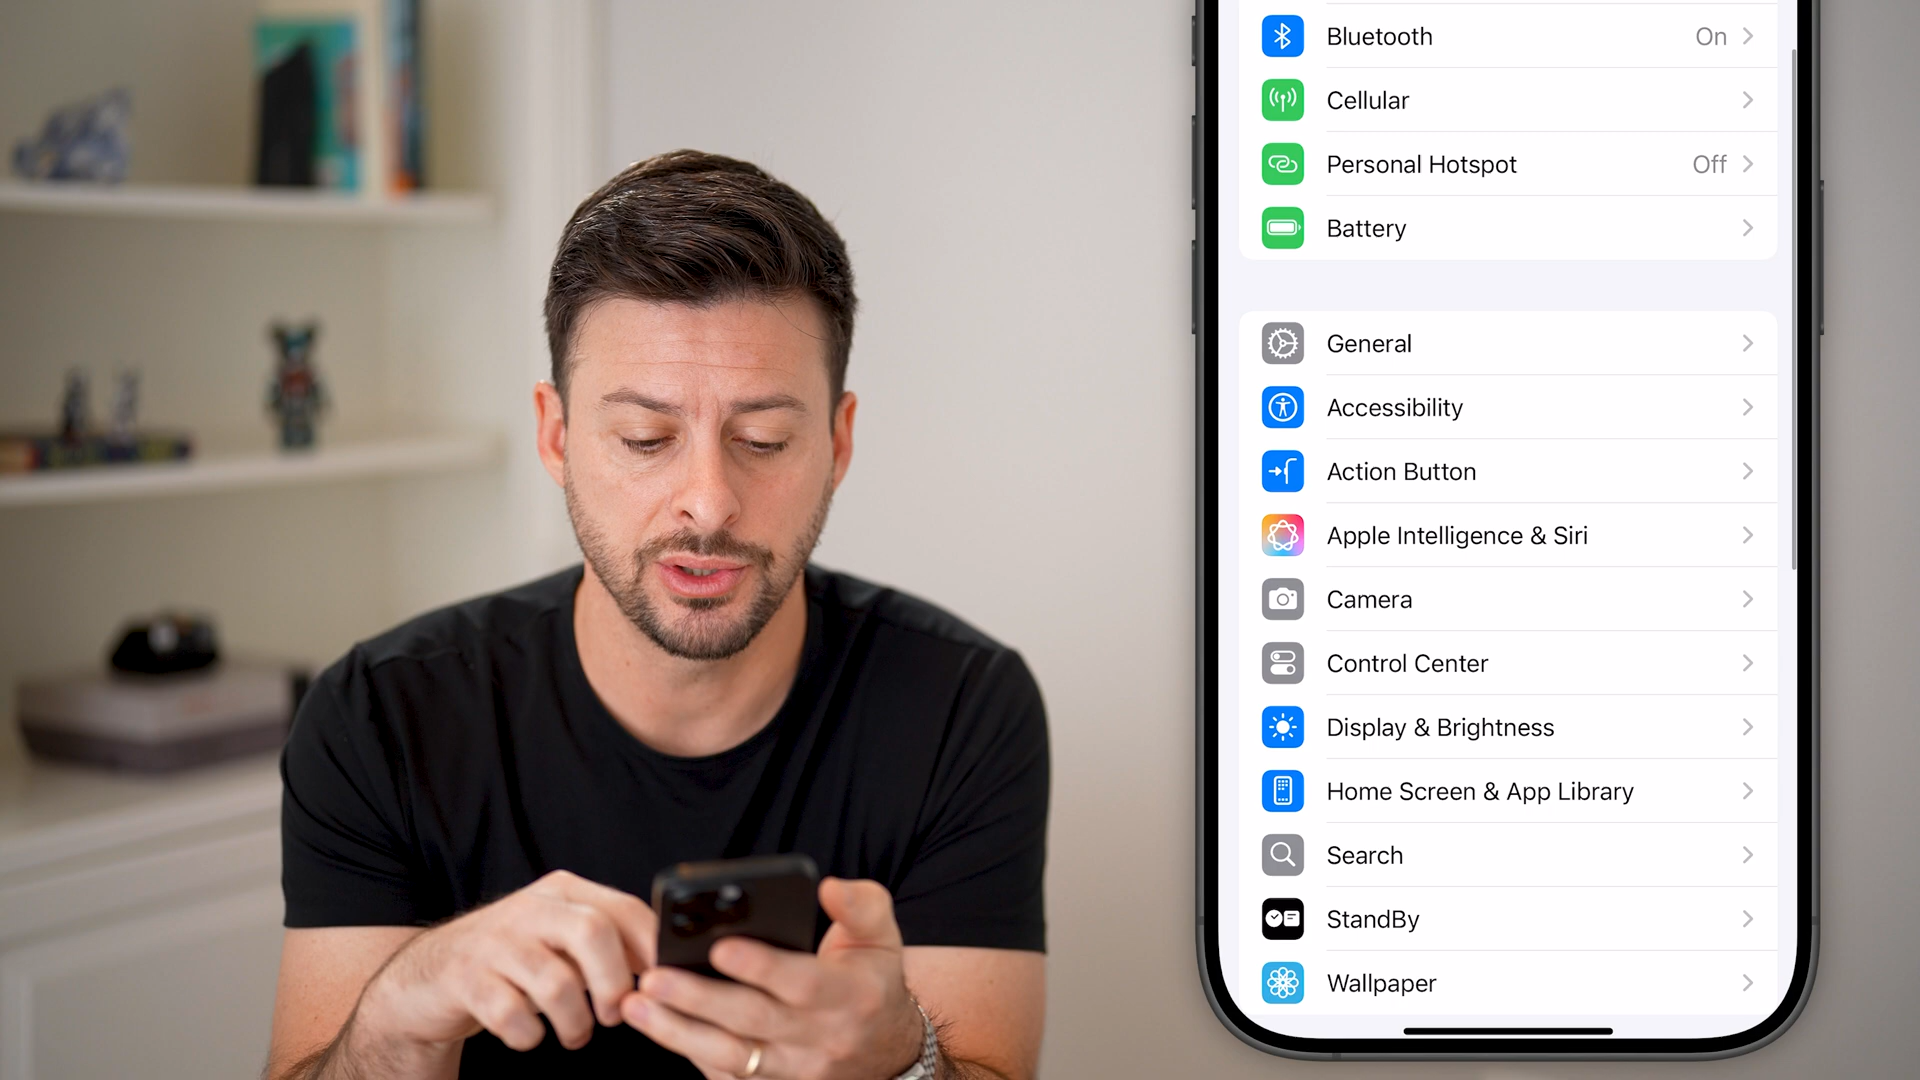 Bluetooth On
Cellular
Personal Hotspot Off
Battery
General
Accessibility
Action Button
Apple Intelligence & Siri
Camera
Control Center
Display & Brightness
Home Screen & App Library
Search
StandBy
Wallpaper